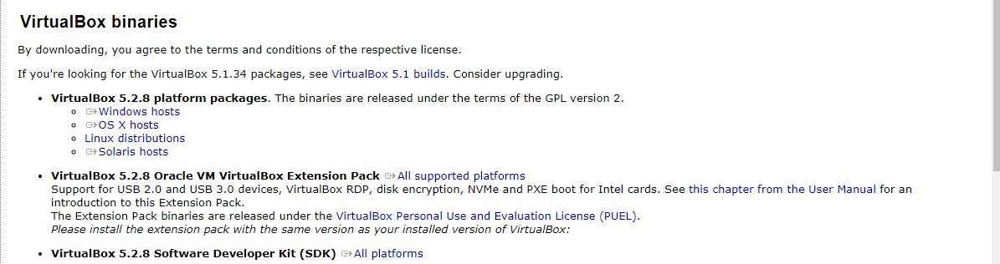 VirtualBox binaries
By downloading, you agree to the terms and conditions of the respective license.
If you're looking for the VirtualBox 5.1.34 packages, see VirtualBox 5.1 builds. Consider upgrading.
VirtualBox 5.2.8 platform packages. The binaries are released under the terms of the GPL version 2.
Windows hosts
OS X hosts
Linux distributions
Solaris hosts
VirtualBox 5.2.8 Oracle VM VirtualBox Extension Pack All supported platforms
Support for USB 2.0 and USB 3.0 devices, VirtualBox RDP, disk encryption, NVMe and PXE boot for Intel cards. See this chapter from the User Manual for an
introduction to this Extension Pack.
The Extension Pack binaries are released under the VirtualBox Personal Use and Evaluation License (PUEL).
Please install the extension pack with the same version as your installed version of VirtualBox:
VirtualBox 5.2.8 Software Developer Kit (SDK) All platforms